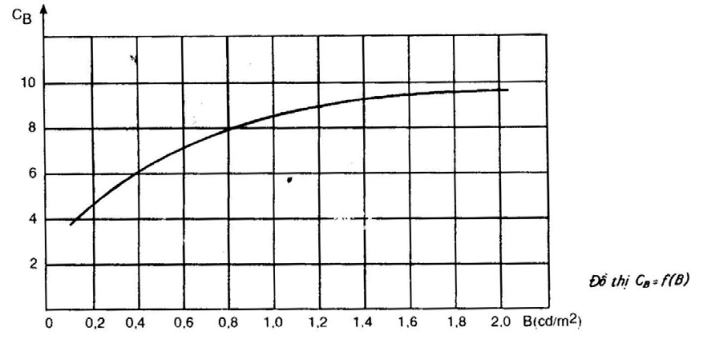 C_B
10
8
6
4
2
0 0,2 0,4 0,6 0,8 1,0 1,2 1,4 1,6 1,8 2.0 B(cd/m²)
Đồ thị C_B = f(B)